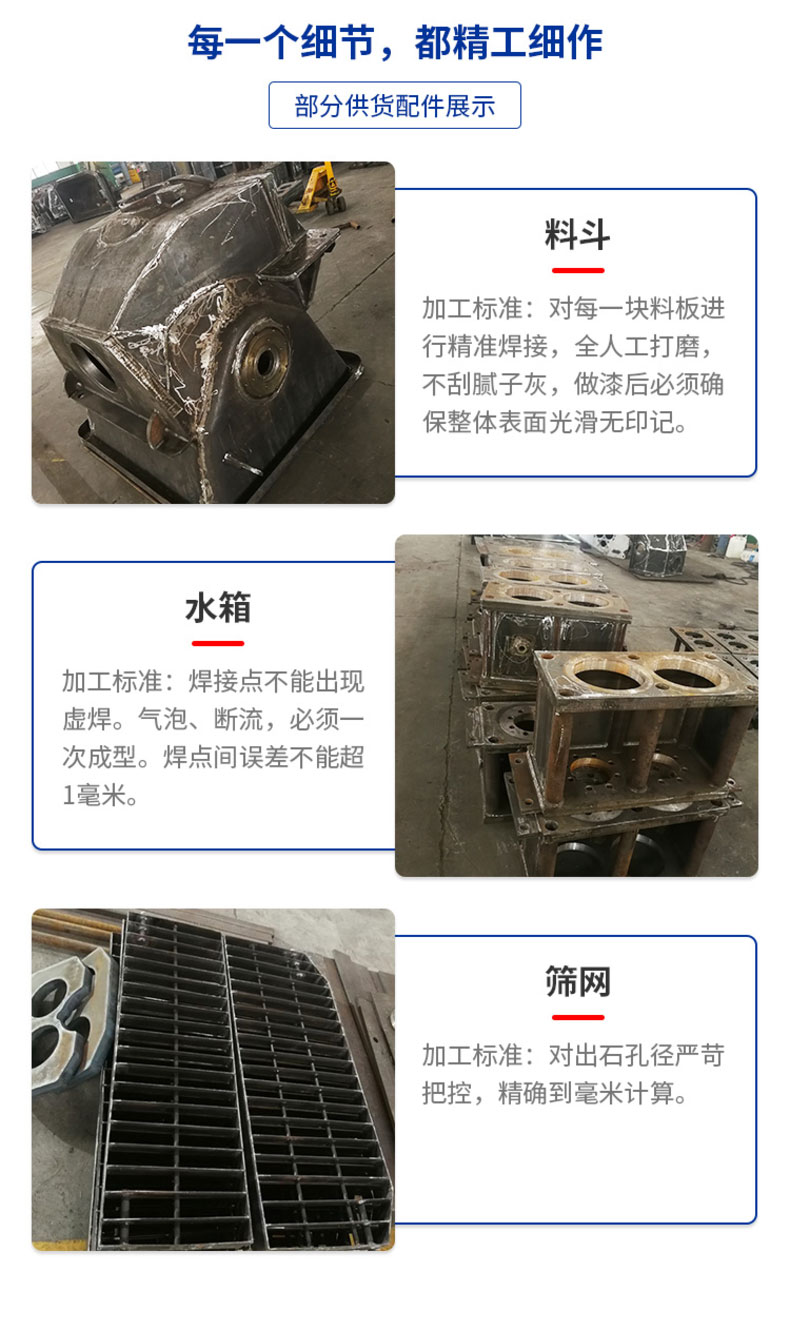 每一个细节，都精工细作
部分供货配件展示
料斗
加工标准：对每一块料板进
行精准焊接，全人工打磨，
不刮腻子灰，做漆后必须确
保整体表面光滑无印记。
水箱
加工标准：焊接点不能出现
虚焊。气泡、断流，必须一
次成型。焊点间误差不能超
1毫米。
筛网
加工标准：对出石孔径严苛
把控，精确到毫米计算。